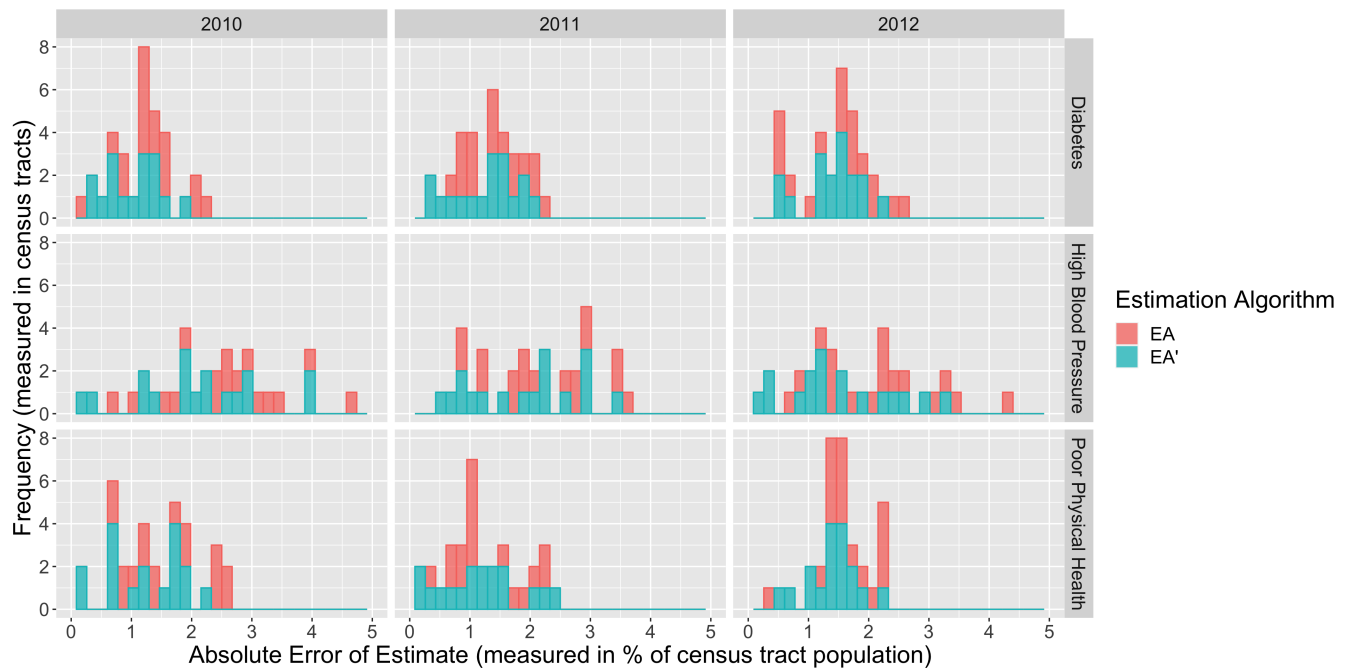 2010 2011 2012
Frequency (measured in census tracts)
8
6
4
2
0
Diabetes
8
6
4
2
0
High Blood Pressure
8
6
4
2
0
Poor Physical Health
0 1 2 3 4 5 0 1 2 3 4 5 0 1 2 3 4 5
Absolute Error of Estimate (measured in % of census tract population)
Estimation Algorithm
EA
EA'